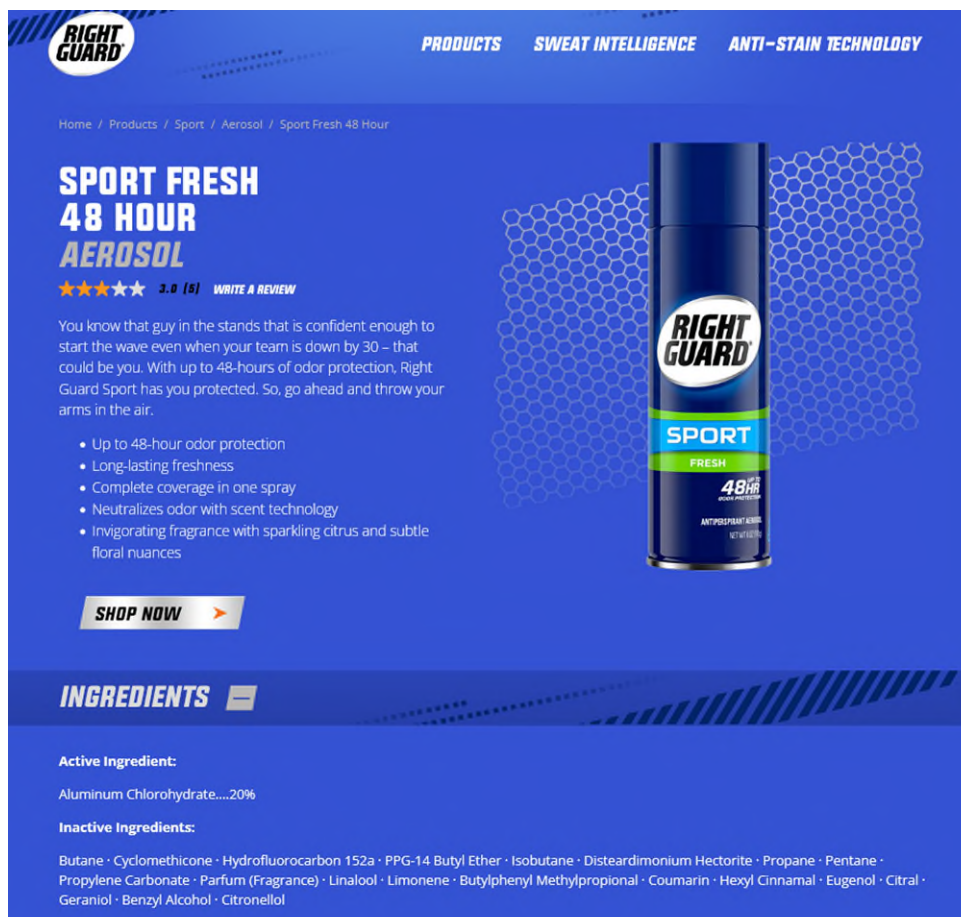 RIGHT
GUARD®
PRODUCTS SWEAT INTELLIGENCE ANTI-STAIN TECHNOLOGY
Home / Products / Sport / Aerosol / Sport Fresh 48 Hour
SPORT FRESH
48 HOUR
AEROSOL
3.0 (5) WRITE A REVIEW
You know that guy in the stands that is confident enough to
start the wave even when your team is down by 30 – that
could be you. With up to 48-hours of odor protection, Right
Guard Sport has you protected. So, go ahead and throw your
arms in the air.
• Up to 48-hour odor protection
• Long-lasting freshness
• Complete coverage in one spray
• Neutralizes odor with scent technology
• Invigorating fragrance with sparkling citrus and subtle
floral nuances
SHOP NOW
RIGHT
GUARD®
SPORT
FRESH
48HR UP TO
ODOR PROTECTION
ANTIPERSPIRANT AEROSOL
NET WT 6 OZ
INGREDIENTS
Active Ingredient:
Aluminum Chlorohydrate....20%
Inactive Ingredients:
Butane · Cyclomethicone · Hydrofluorocarbon 152a · PPG-14 Butyl Ether · Isobutane · Disteardimonium Hectorite · Propane · Pentane ·
Propylene Carbonate · Parfum (Fragrance) · Linalool · Limonene · Butylphenyl Methylpropional · Coumarin · Hexyl Cinnamal · Eugenol · Citral ·
Geraniol · Benzyl Alcohol · Citronellol